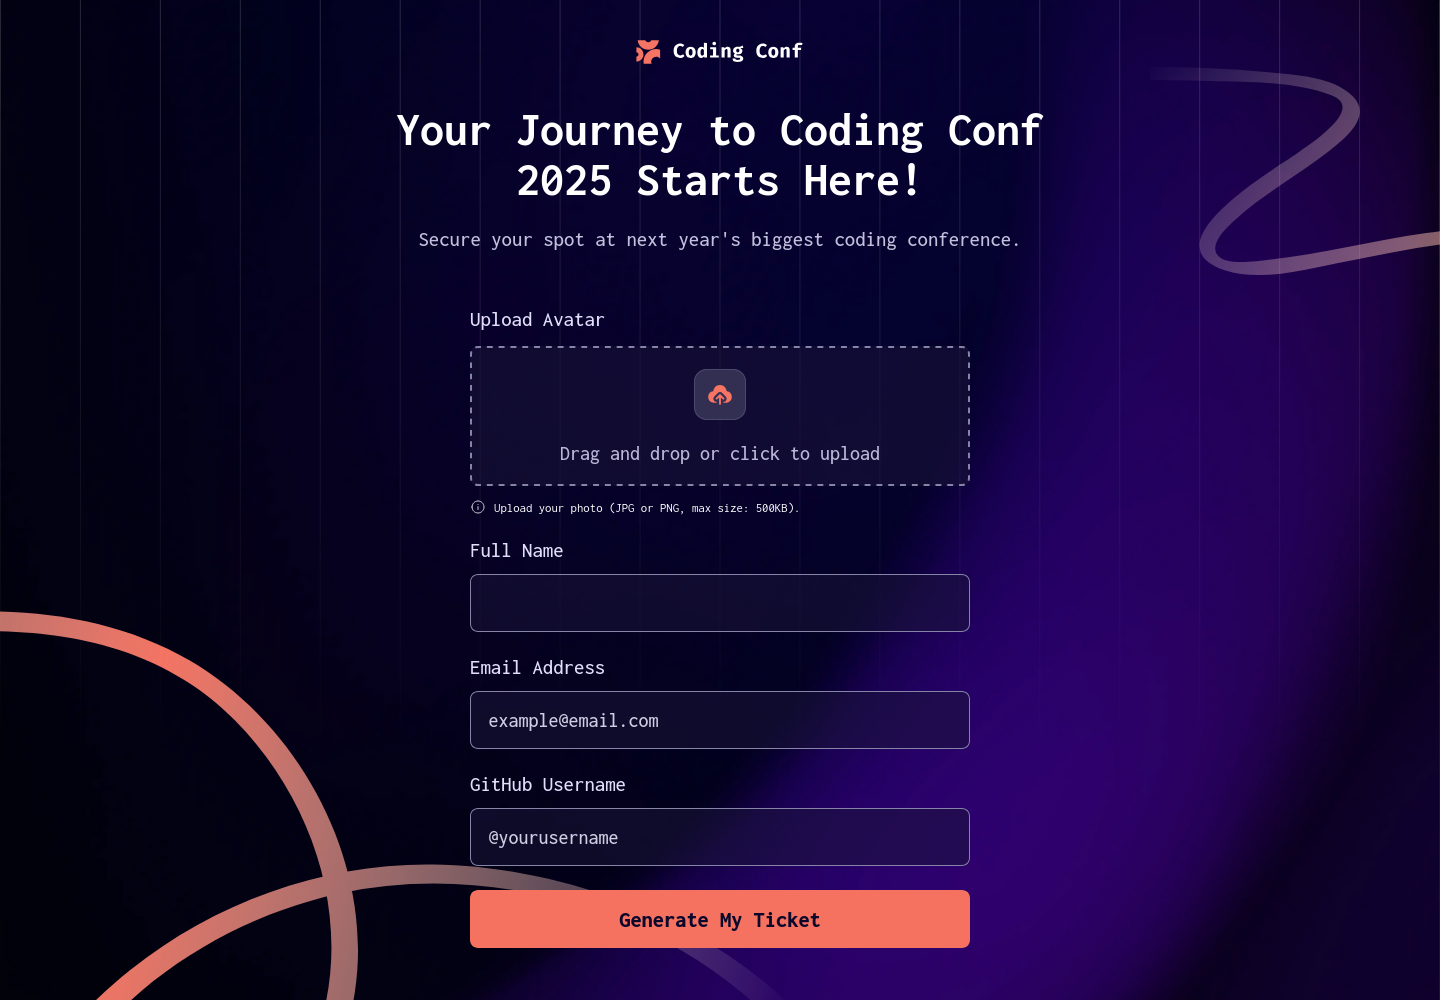 Coding Conf
Your Journey to Coding Conf
2025 Starts Here!
Secure your spot at next year's biggest coding conference.
Upload Avatar
Drag and drop or click to upload
Upload your photo (JPG or PNG, max size: 500KB).
Full Name
Email Address
example@email.com
GitHub Username
@yourusername
Generate My Ticket